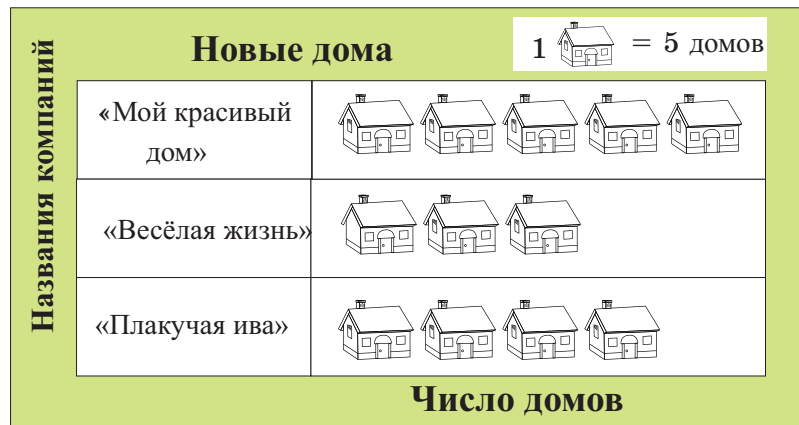 Новые дома
1 = 5 домов
Названия компаний
«Мой красивый
дом»
«Весёлая жизнь»
«Плакучая ива»
Число домов